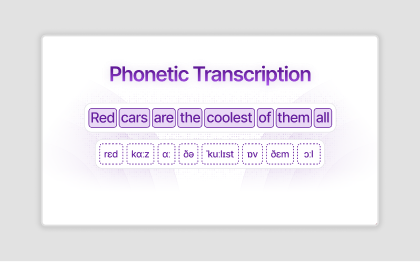 Phonetic Transcription
Red cars are the coolest of them all
rɛd kɑːz ɑː ðə ˈkuːlɪst ɒv ðɛm ɔːl